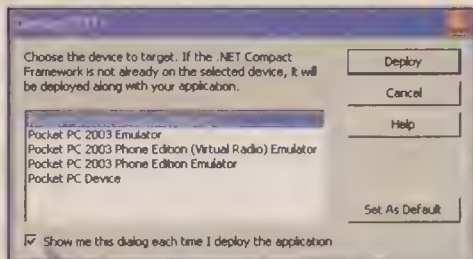 Choose the device to target. If the .NET Compact
Framework is not already on the selected device, it will
be deployed along with your application.
Deploy
Cancel
Help
Pocket PC 2003 Emulator
Pocket PC 2003 Phone Edition (Virtual Radio) Emulator
Pocket PC 2003 Phone Edition Emulator
Pocket PC Device
Set As Default
Show me this dialog each time I deploy the application